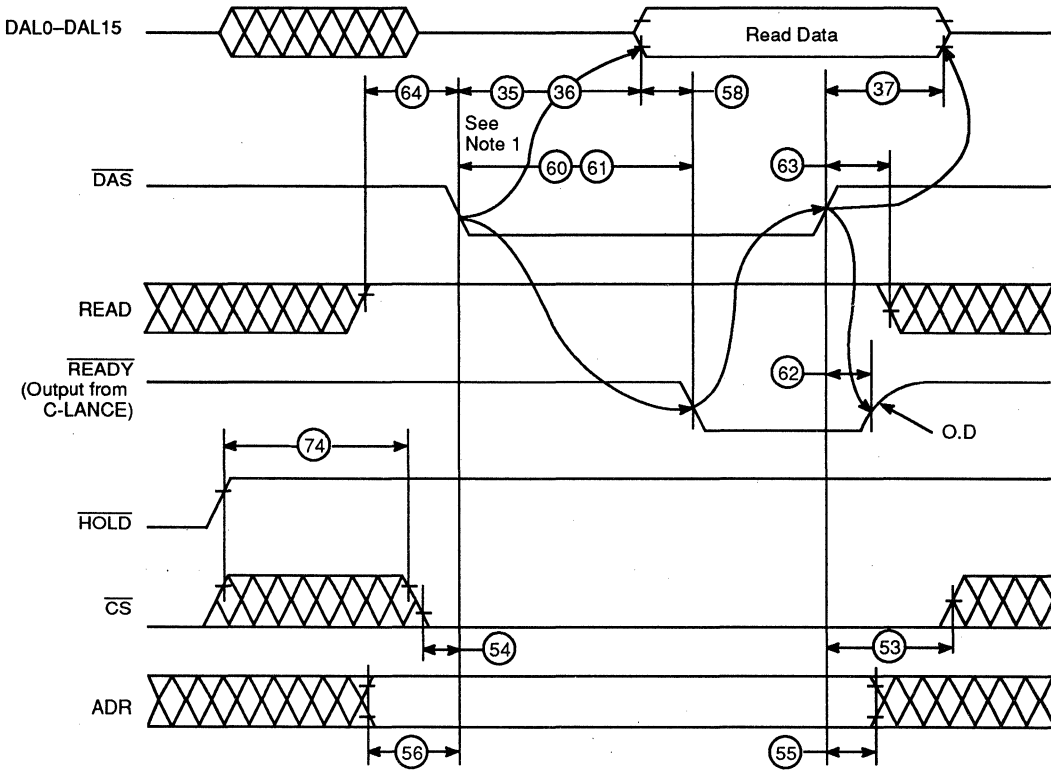 DAL0–DAL15
Read Data
64
35
36
58
37
See
Note 1
60
61
63
DAS
READ
READY
(Output from
C-LANCE)
62
O.D
74
HOLD
CS
54
53
ADR
56
55